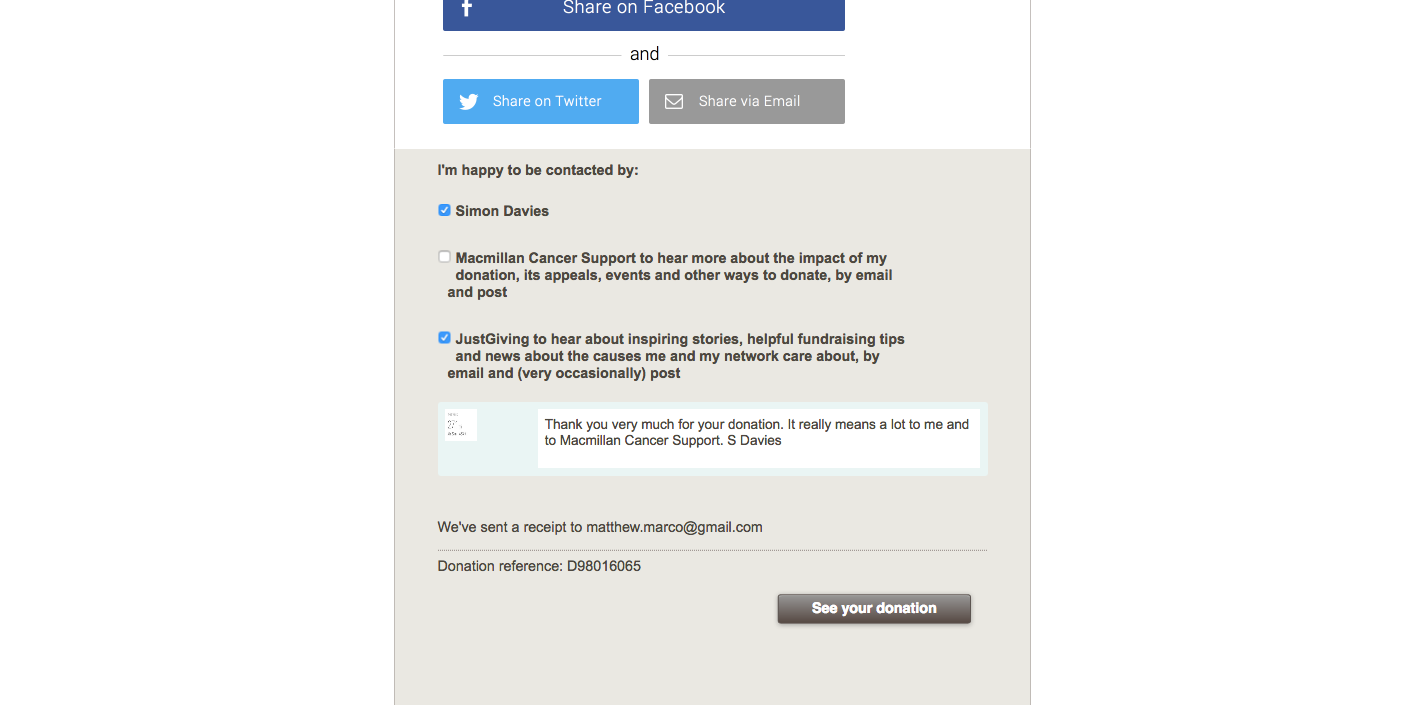 Share on Facebook
and
Share on Twitter
Share via Email
I'm happy to be contacted by:
Simon Davies
Macmillan Cancer Support to hear more about the impact of my
donation, its appeals, events and other ways to donate, by email
and post
JustGiving to hear about inspiring stories, helpful fundraising tips
and news about the causes me and my network care about, by
email and (very occasionally) post
Thank you very much for your donation. It really means a lot to me and
to Macmillan Cancer Support. S Davies
We've sent a receipt to matthew.marco@gmail.com
Donation reference: D98016065
See your donation